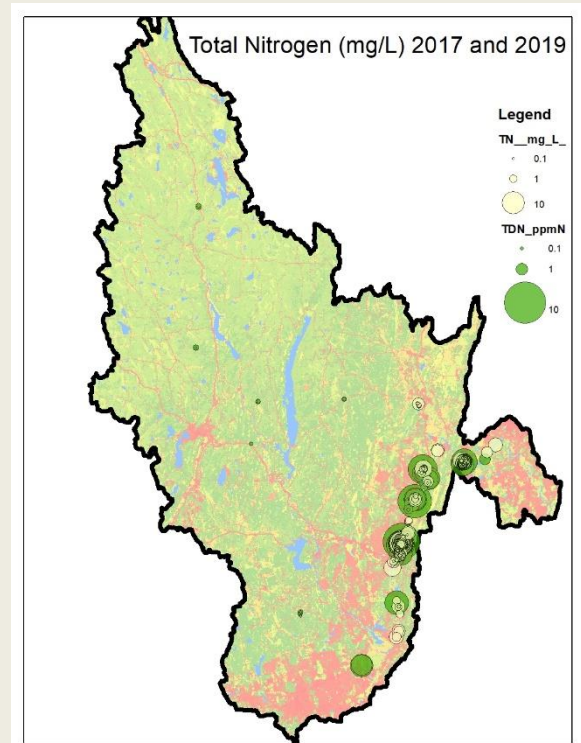 Total Nitrogen (mg/L) 2017 and 2019
Legend
TN__mg_L_
0.1
1
10
TDN_ppmN
0.1
1
10